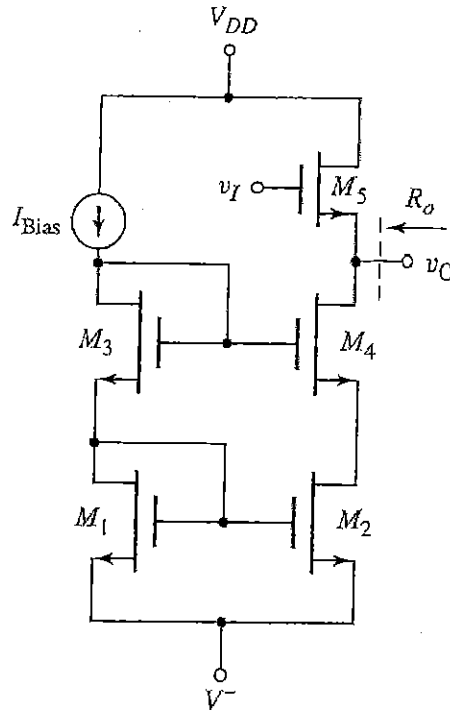 V_DD
v_I
M_5
R_o
I_Bias
v_O
M_3
M_4
M_1
M_2
V^-